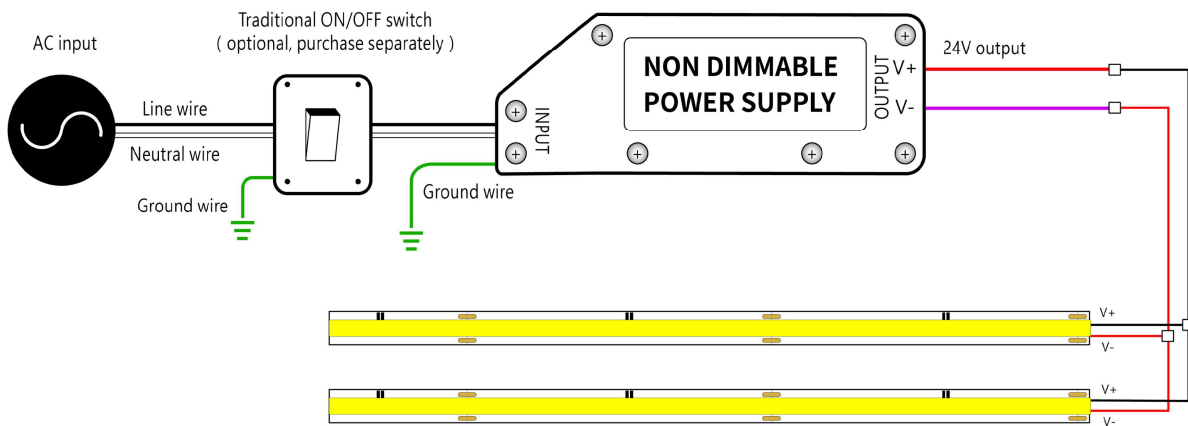 Traditional ON/OFF switch
( optional, purchase separately )
AC input
Line wire
Neutral wire
Ground wire
Ground wire
INPUT
NON DIMMABLE
POWER SUPPLY
OUTPUT
V+
V-
24V output
V+
V-
V+
V-